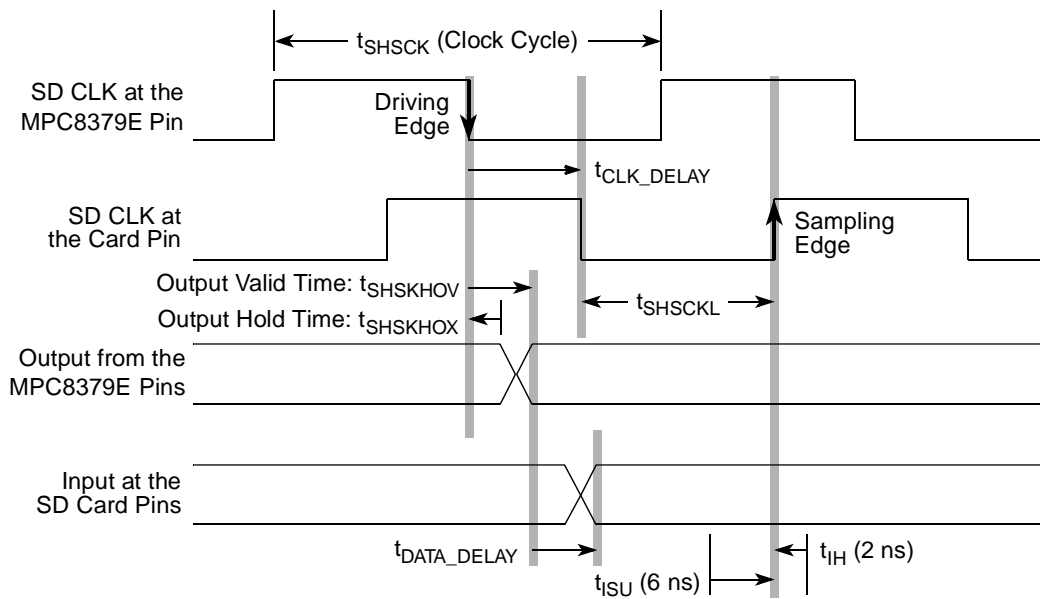 tSHSCK (Clock Cycle)
SD CLK at the
MPC8379E Pin
Driving
Edge
tCLK_DELAY
SD CLK at
the Card Pin
Sampling
Edge
Output Valid Time: tSHSKHOV
tSHSCKL
Output Hold Time: tSHSKHOX
Output from the
MPC8379E Pins
Input at the
SD Card Pins
tDATA_DELAY
tIH (2 ns)
tISU (6 ns)